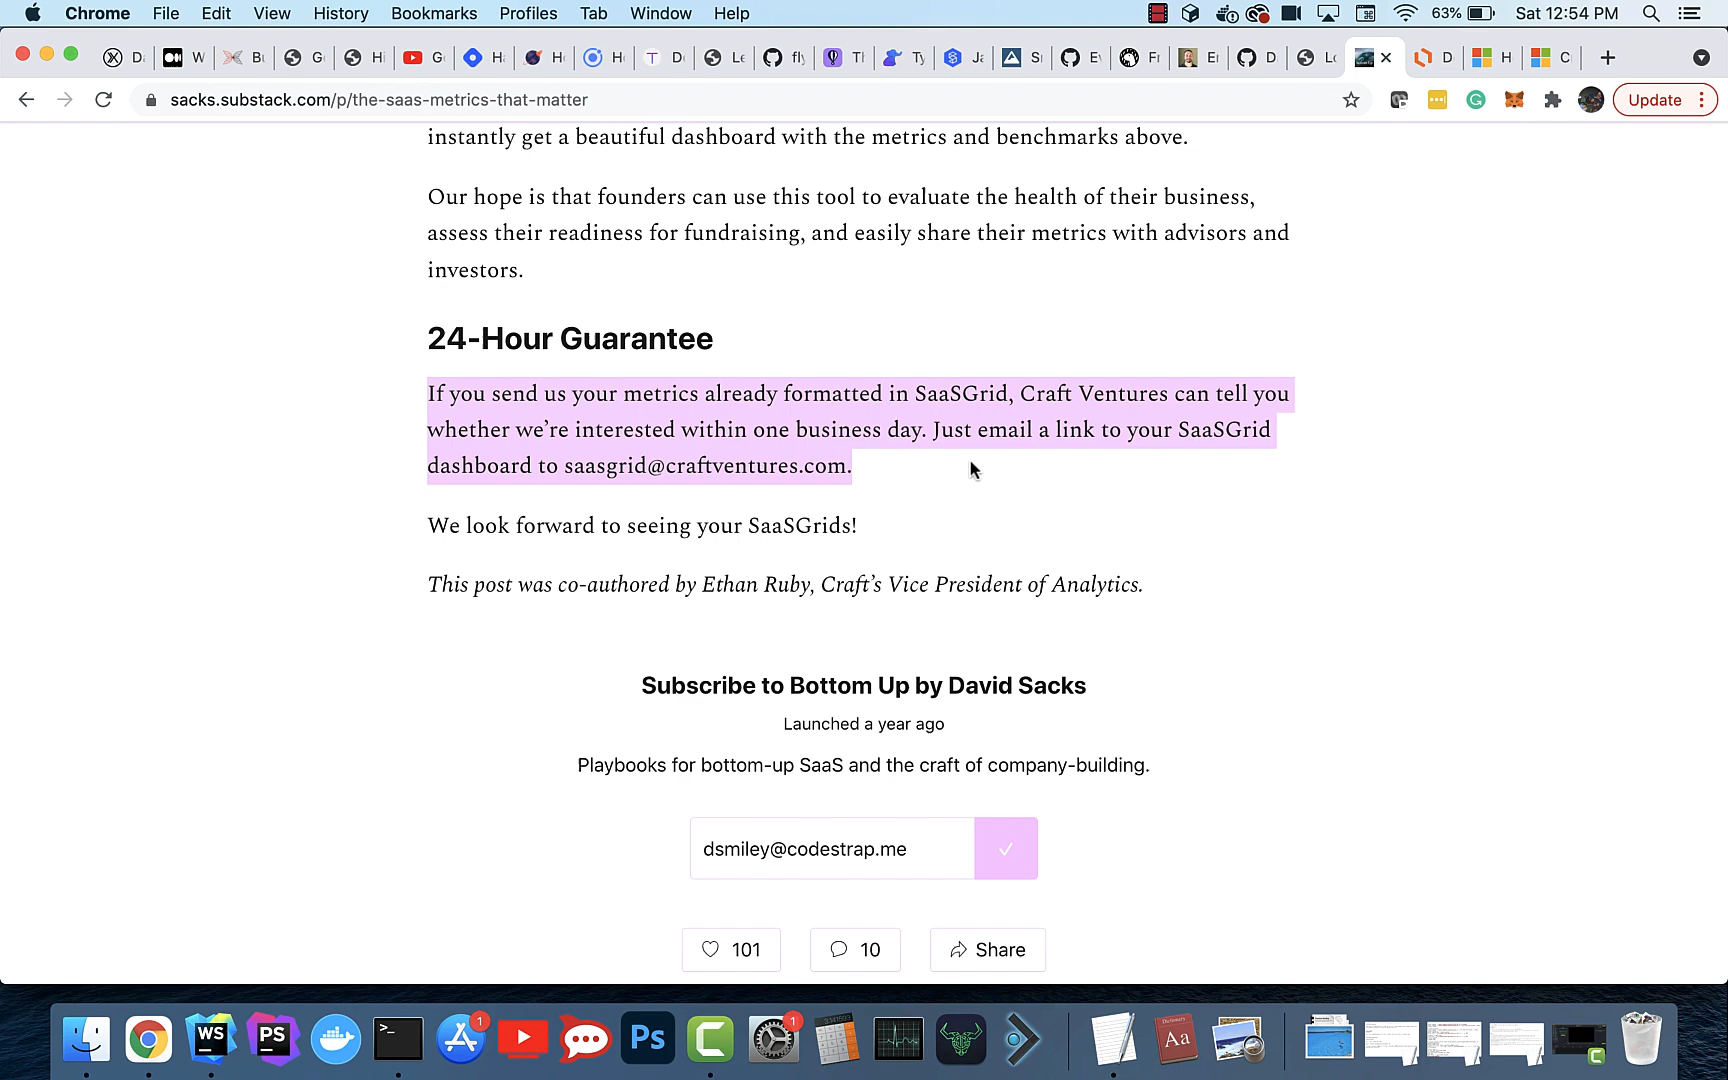 Chrome File Edit View History Bookmarks Profiles Tab Window Help 63% Sat 12:54 PM
sacks.substack.com/p/the-saas-metrics-that-matter Update
instantly get a beautiful dashboard with the metrics and benchmarks above.
Our hope is that founders can use this tool to evaluate the health of their business,
assess their readiness for fundraising, and easily share their metrics with advisors and
investors.
24-Hour Guarantee
If you send us your metrics already formatted in SaaSGrid, Craft Ventures can tell you
whether we’re interested within one business day. Just email a link to your SaaSGrid
dashboard to saasgrid@craftventures.com.
We look forward to seeing your SaaSGrids!
This post was co-authored by Ethan Ruby, Craft’s Vice President of Analytics.
Subscribe to Bottom Up by David Sacks
Launched a year ago
Playbooks for bottom-up SaaS and the craft of company-building.
dsmiley@codestrap.me
101 10 Share
WS PS >_ 1 Ps C 1 Aa